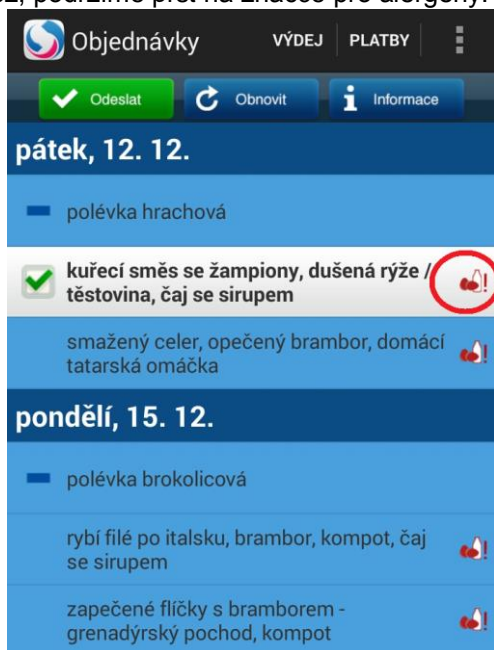 podržíme prst na značce pro alergeny.
Objednávky VÝDEJ PLATBY
Odeslat Obnovit Informace
pátek, 12. 12.
polévka hrachová
kuřecí směs se žampiony, dušená rýže /
těstovina, čaj se sirupem
smažený celer, opečený brambor, domácí
tatarská omáčka
pondělí, 15. 12.
polévka brokolicová
rybí filé po italsku, brambor, kompot, čaj
se sirupem
zapečené flíčky s bramborem -
grenadýrský pochod, kompot